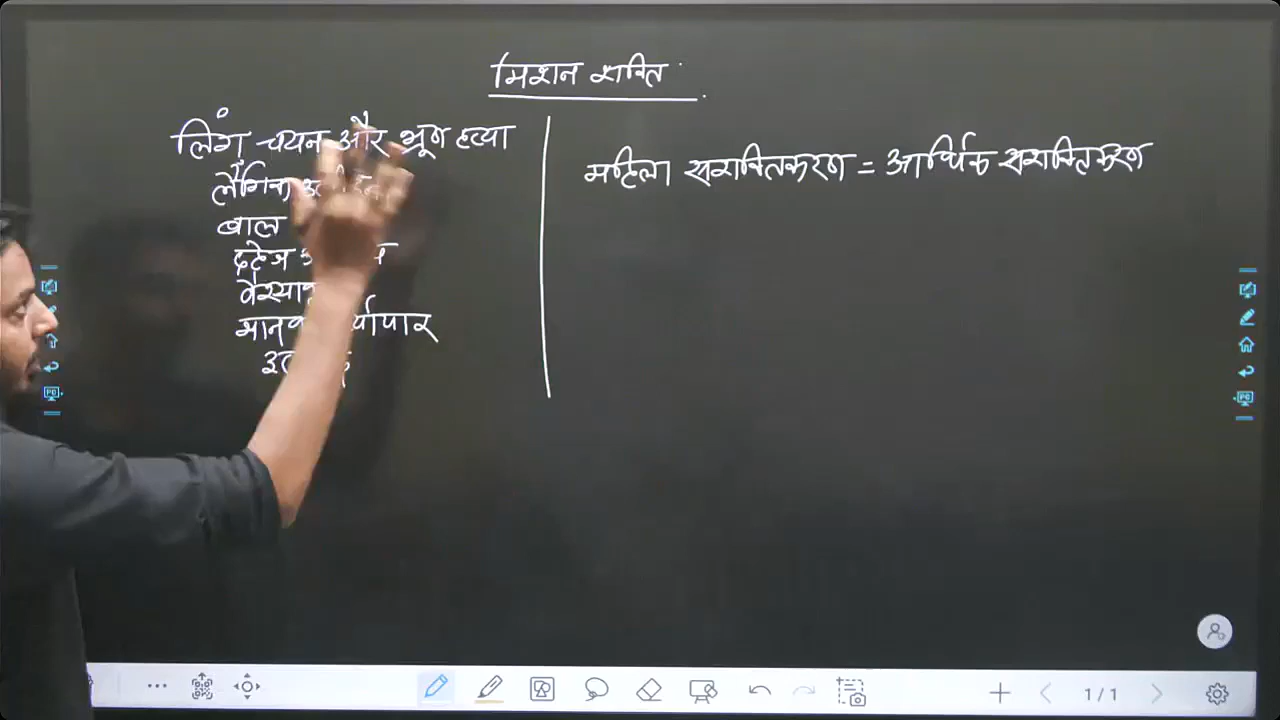 मिशन शक्ति
लिंग चयन और भ्रूण हत्या
लैंगिक
बाल
दहेज
मानव व्यापार
महिला सशक्तिकरण = आर्थिक सशक्तिकरण
1 / 1